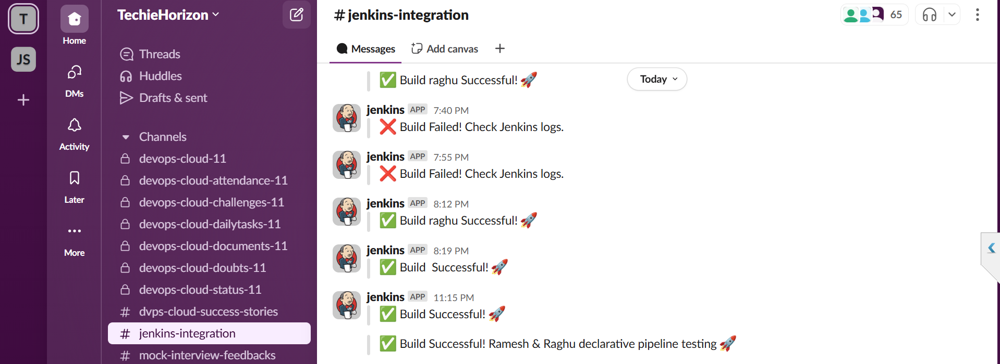 T
JS
Home
DMs
Activity
Later
More
TechieHorizon
Threads
Huddles
Drafts & sent
Channels
devops-cloud-11
devops-cloud-attendance-11
devops-cloud-challenges-11
devops-cloud-dailytasks-11
devops-cloud-documents-11
devops-cloud-doubts-11
devops-cloud-status-11
# dvps-cloud-success-stories
# jenkins-integration
# mock-interview-feedbacks
# jenkins-integration
65
Messages
Add canvas
Today
✅ Build raghu Successful! 🚀
jenkins APP 7:40 PM
❌ Build Failed! Check Jenkins logs.
jenkins APP 7:55 PM
❌ Build Failed! Check Jenkins logs.
jenkins APP 8:12 PM
✅ Build raghu Successful! 🚀
jenkins APP 8:19 PM
✅ Build  Successful! 🚀
jenkins APP 11:15 PM
✅ Build Successful! 🚀
✅ Build Successful! Ramesh & Raghu declarative pipeline testing 🚀